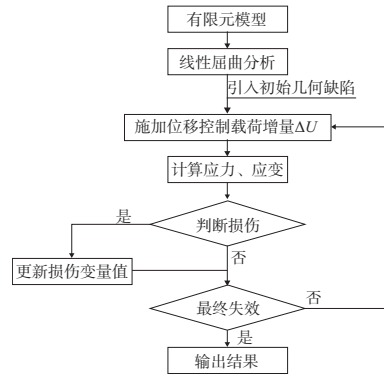 有限元模型
线性屈曲分析
引入初始几何缺陷
施加位移控制载荷增量ΔU
计算应力、应变
是
判断损伤
否
更新损伤变量值
最终失效
否
是
输出结果